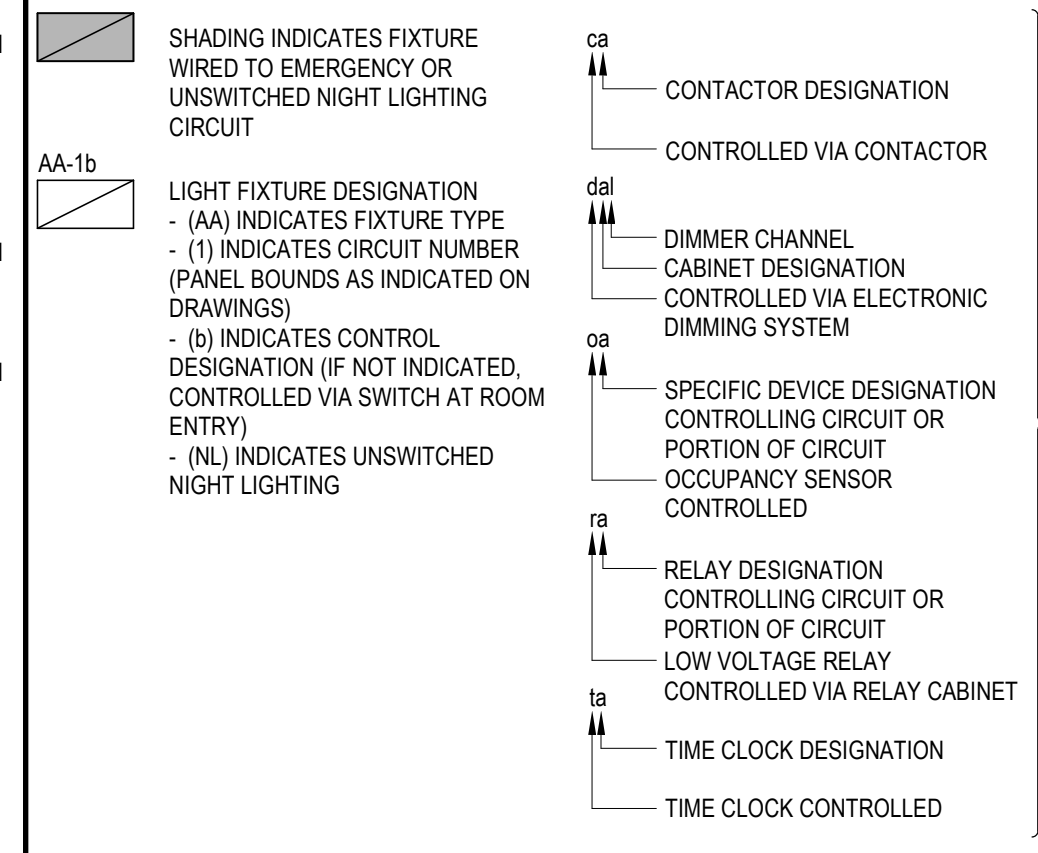 SHADING INDICATES FIXTURE
WIRED TO EMERGENCY OR
UNSWITCHED NIGHT LIGHTING
CIRCUIT
AA-1b
LIGHT FIXTURE DESIGNATION
- (AA) INDICATES FIXTURE TYPE
- (1) INDICATES CIRCUIT NUMBER
(PANEL BOUNDS AS INDICATED ON
DRAWINGS)
- (b) INDICATES CONTROL
DESIGNATION (IF NOT INDICATED,
CONTROLLED VIA SWITCH AT ROOM
ENTRY)
- (NL) INDICATES UNSWITCHED
NIGHT LIGHTING
ca
CONTACTOR DESIGNATION
CONTROLLED VIA CONTACTOR
dal
DIMMER CHANNEL
CABINET DESIGNATION
CONTROLLED VIA ELECTRONIC
DIMMING SYSTEM
oa
SPECIFIC DEVICE DESIGNATION
CONTROLLING CIRCUIT OR
PORTION OF CIRCUIT
OCCUPANCY SENSOR
CONTROLLED
ra
RELAY DESIGNATION
CONTROLLING CIRCUIT OR
PORTION OF CIRCUIT
LOW VOLTAGE RELAY
CONTROLLED VIA RELAY CABINET
ta
TIME CLOCK DESIGNATION
TIME CLOCK CONTROLLED